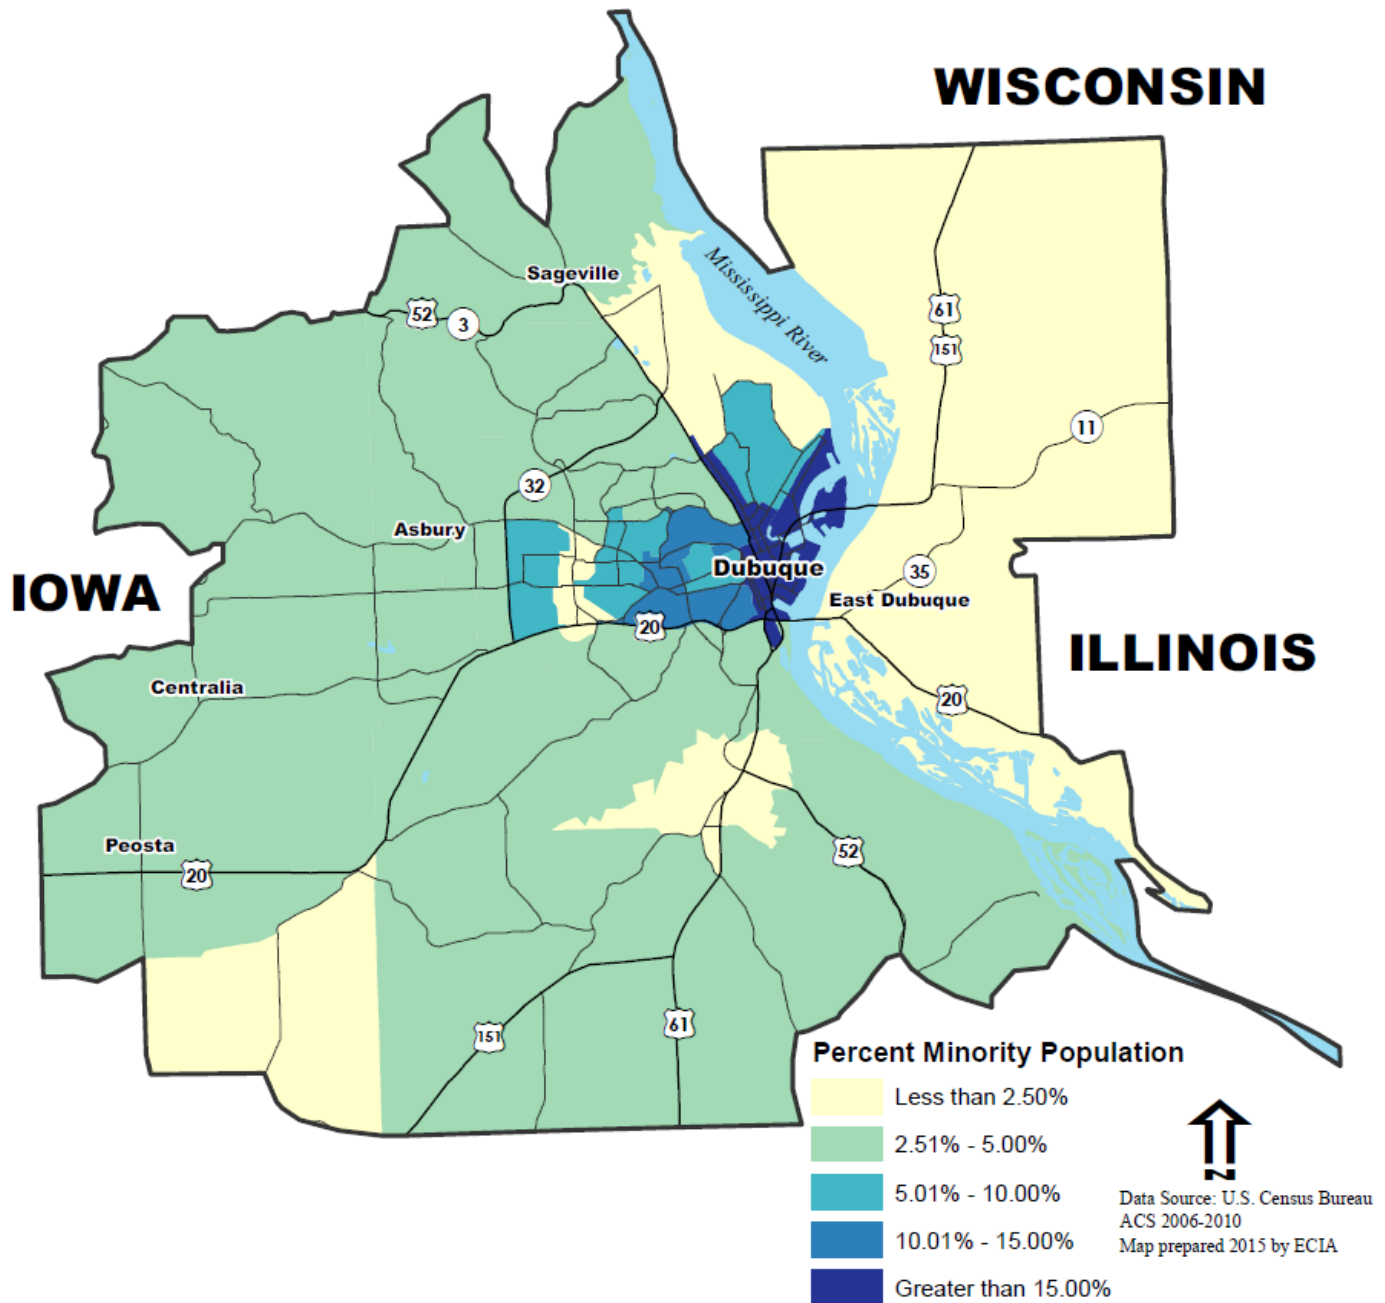 WISCONSIN
Mississippi River
Sageville
52
3
61
151
11
32
Asbury
IOWA
Dubuque
35
East Dubuque
20
ILLINOIS
Centralia
20
Peosta
20
52
151
61
Percent Minority Population
Less than 2.50%
2.51% - 5.00%
5.01% - 10.00%
10.01% - 15.00%
Greater than 15.00%
N
Data Source: U.S. Census Bureau
ACS 2006-2010
Map prepared 2015 by ECIA